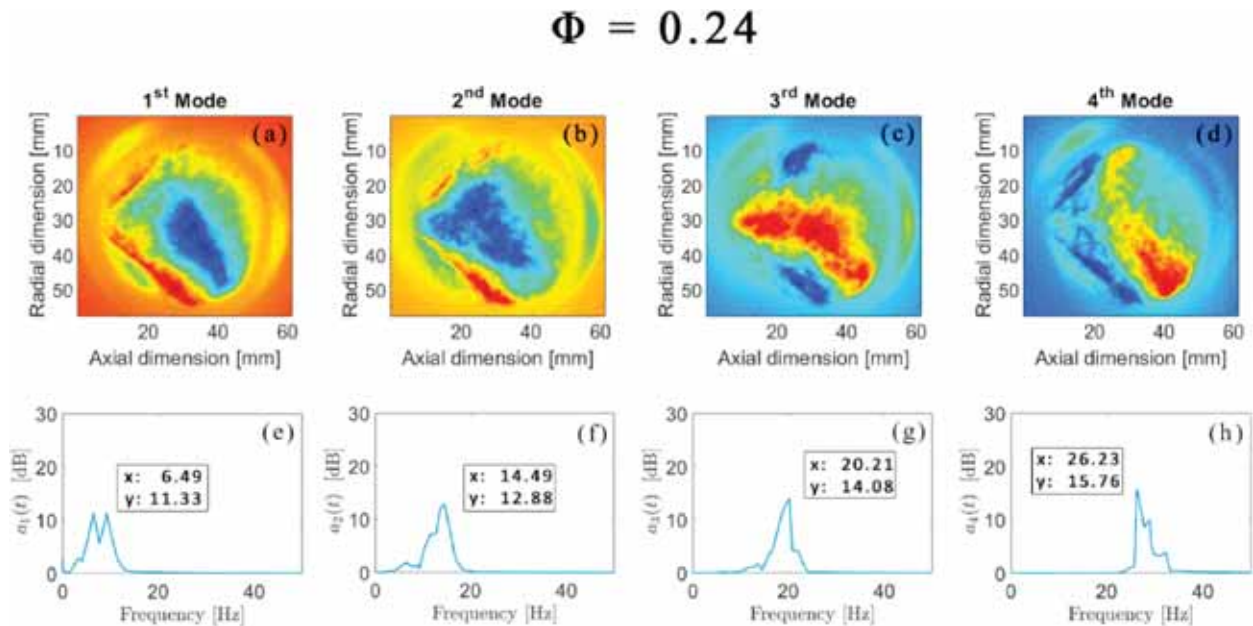 Φ = 0.24
1st Mode
(a)
Radial dimension [mm]
10
20
30
40
50
20
40
60
Axial dimension [mm]
2nd Mode
(b)
Radial dimension [mm]
10
20
30
40
50
20
40
60
Axial dimension [mm]
3rd Mode
(c)
Radial dimension [mm]
10
20
30
40
50
20
40
60
Axial dimension [mm]
4th Mode
(d)
Radial dimension [mm]
10
20
30
40
50
20
40
60
Axial dimension [mm]
(e)
a1(t) [dB]
30
20
10
0
x: 6.49
y: 11.33
0
20
40
Frequency [Hz]
(f)
a2(t) [dB]
30
20
10
0
x: 14.49
y: 12.88
0
20
40
Frequency [Hz]
(g)
a3(t) [dB]
30
20
10
0
x: 20.21
y: 14.08
0
20
40
Frequency [Hz]
(h)
a4(t) [dB]
30
20
10
0
x: 26.23
y: 15.76
0
20
40
Frequency [Hz]